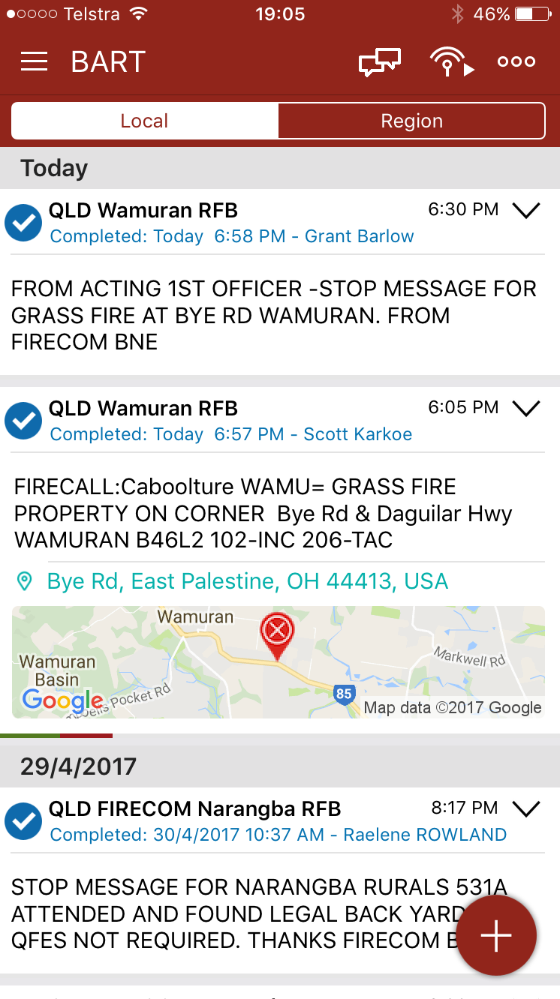 Telstra 19:05 46%
BART
Local Region
Today
QLD Wamuran RFB 6:30 PM
Completed: Today 6:58 PM - Grant Barlow
FROM ACTING 1ST OFFICER -STOP MESSAGE FOR
GRASS FIRE AT BYE RD WAMURAN. FROM
FIRECOM BNE
QLD Wamuran RFB 6:05 PM
Completed: Today 6:57 PM - Scott Karkoe
FIRECALL:Caboolture WAMU= GRASS FIRE
PROPERTY ON CORNER Bye Rd & Daguilar Hwy
WAMURAN B46L2 102-INC 206-TAC
Bye Rd, East Palestine, OH 44413, USA
Wamuran
Markwell Rd
Wamuran
Basin
Pocket Rd
85
Google
Map data ©2017 Google
29/4/2017
QLD FIRECOM Narangba RFB 8:17 PM
Completed: 30/4/2017 10:37 AM - Raelene ROWLAND
STOP MESSAGE FOR NARANGBA RURALS 531A
ATTENDED AND FOUND LEGAL BACK YARD
QFES NOT REQUIRED. THANKS FIRECOM